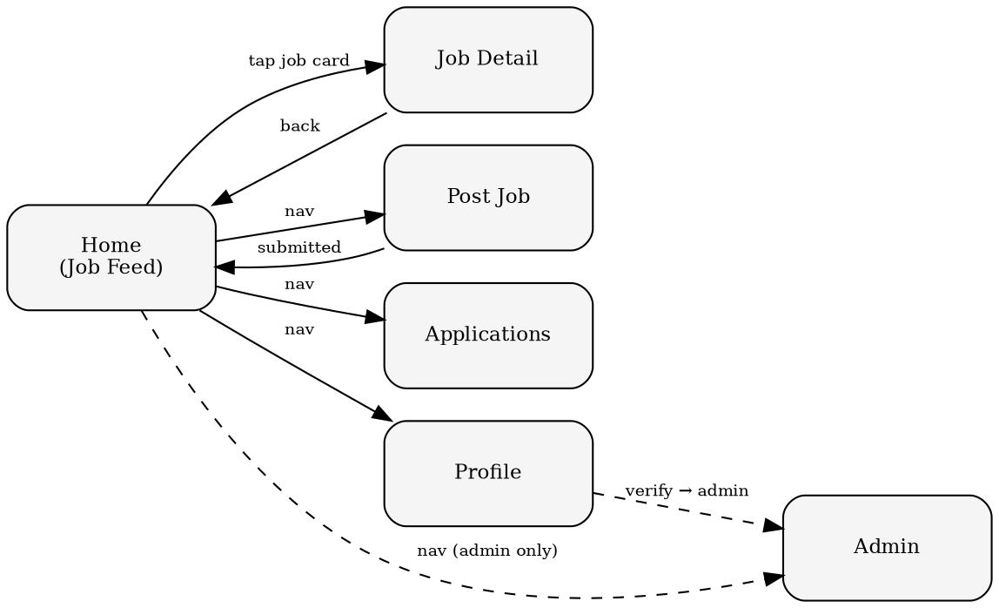 Job Detail
tap job card
back
Post Job
nav
submitted
Home
(Job Feed)
nav
Applications
nav
Profile
verify → admin
Admin
nav (admin only)